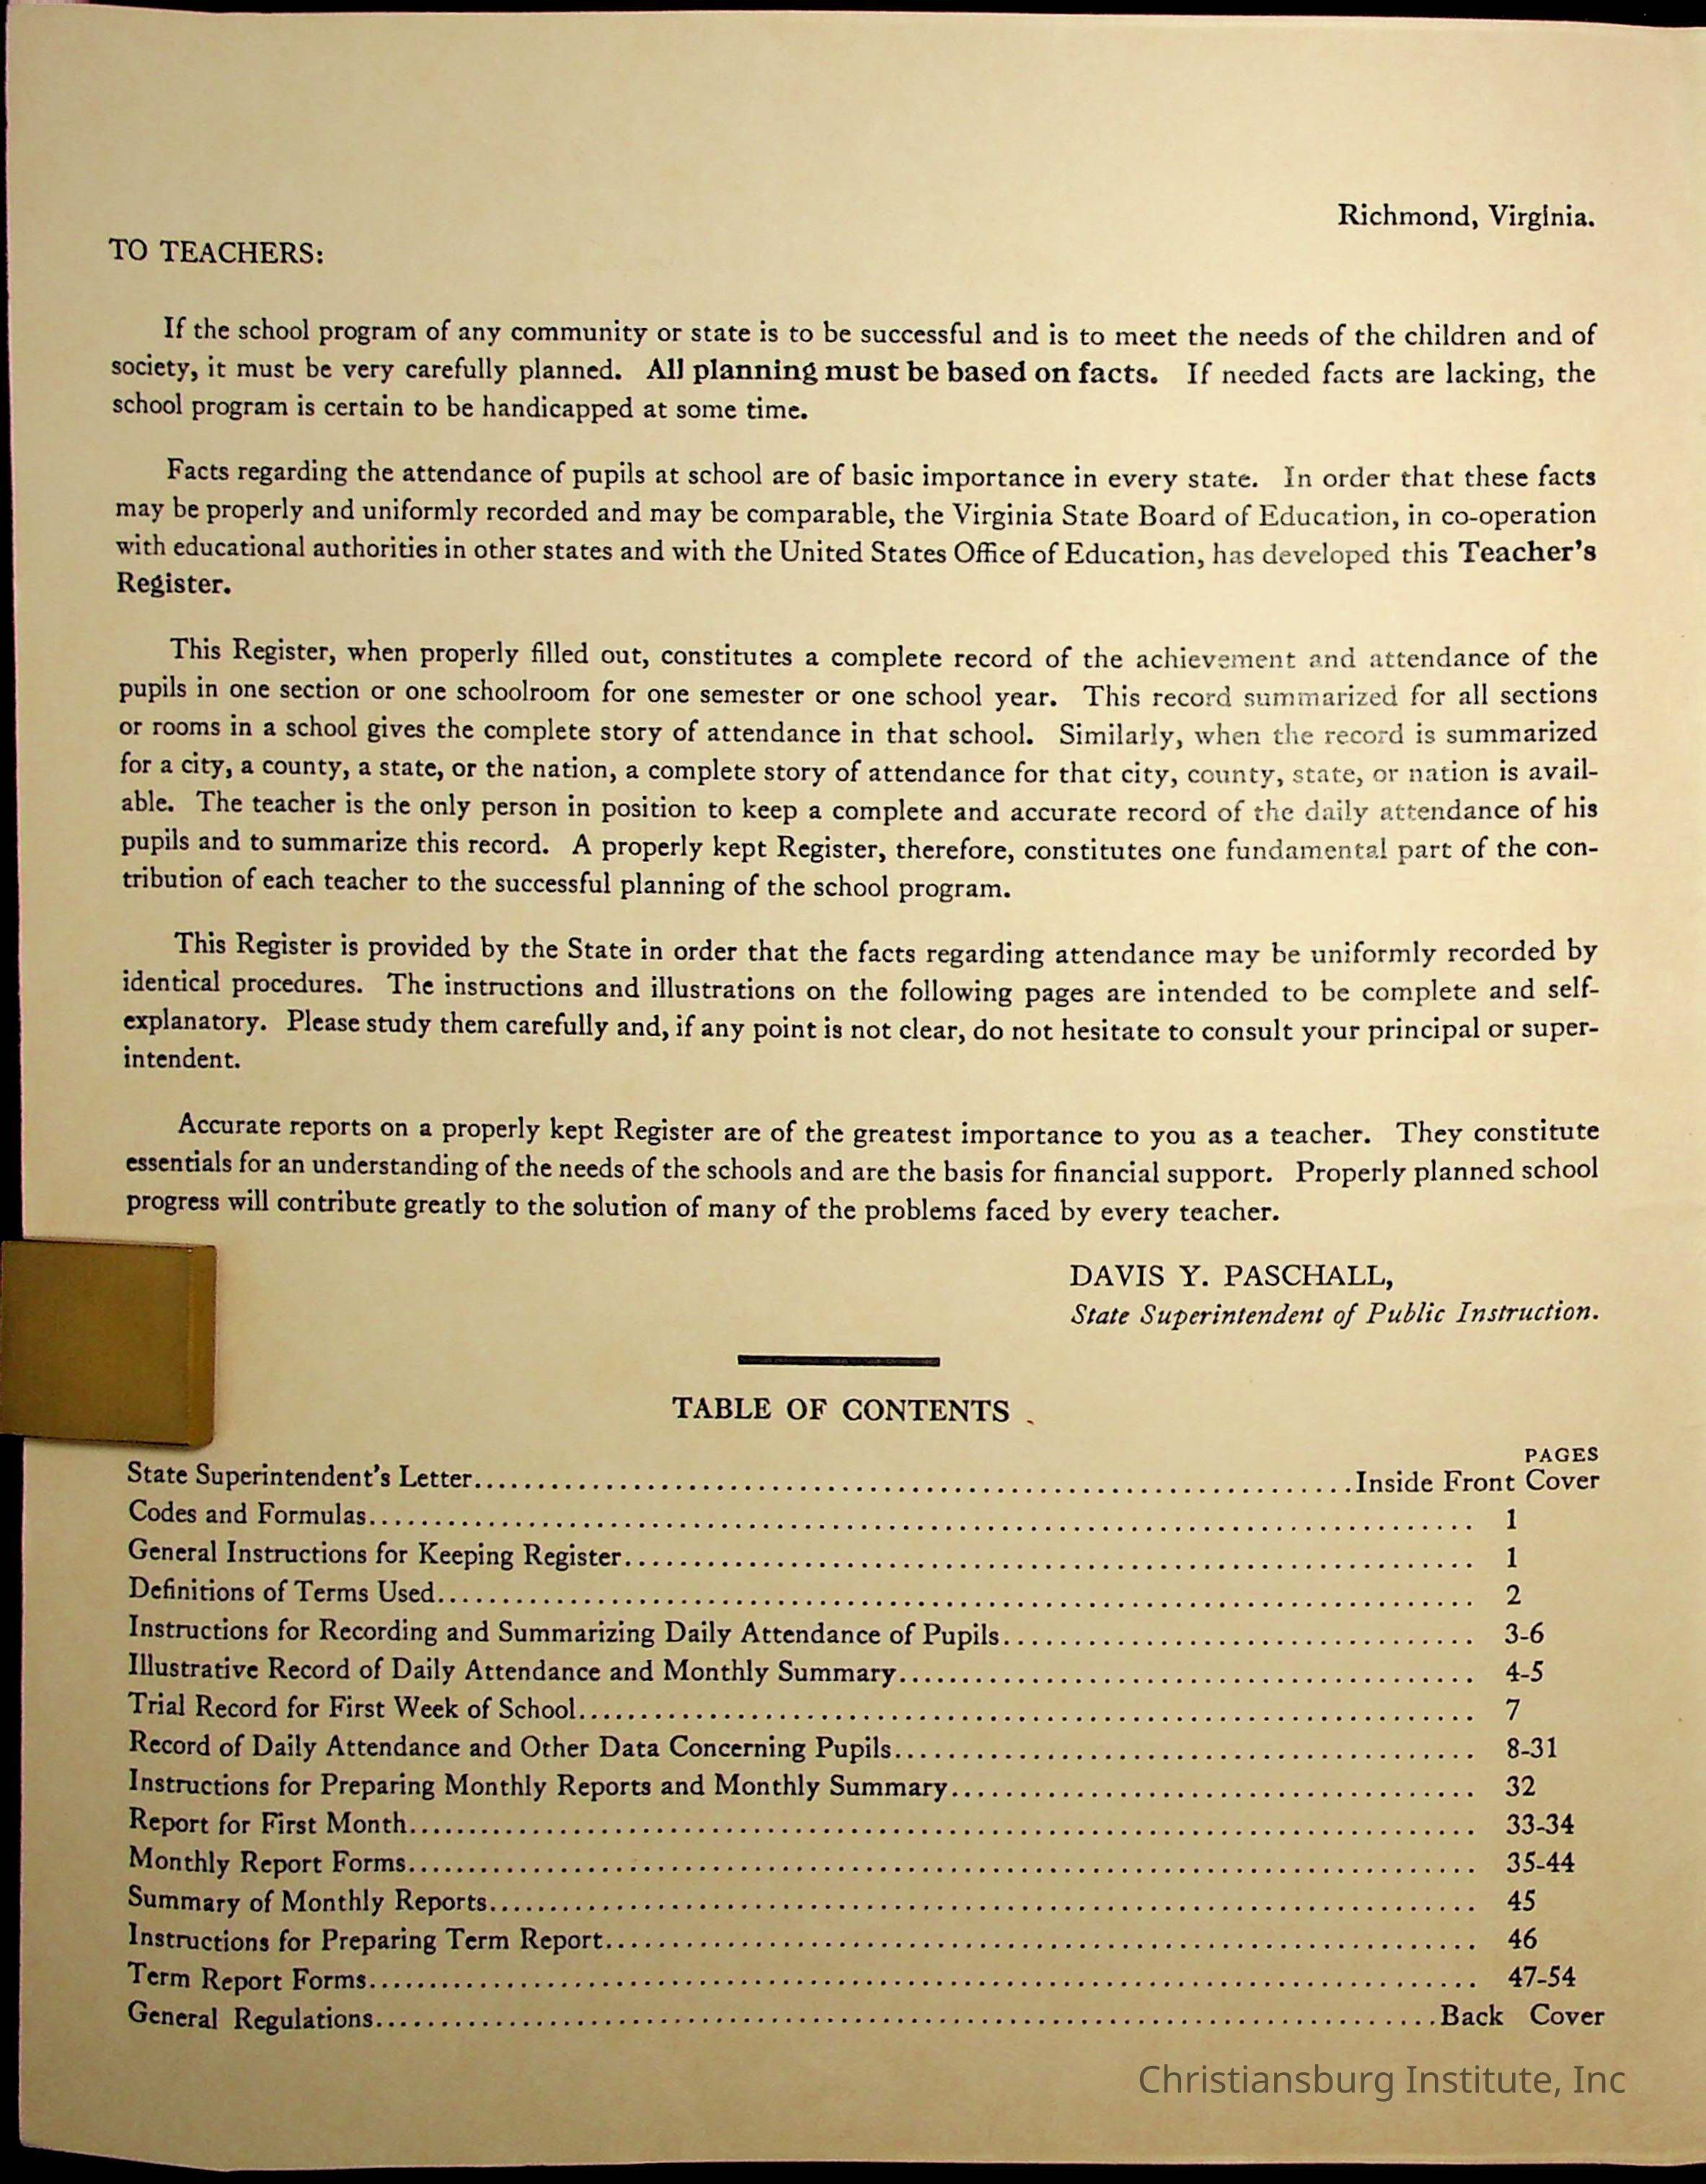 Richmond, Virginia.
TO TEACHERS:
If the school program of any community or state is to be successful and is to meet the needs of the children and of
society, it must be very carefully planned. All planning must be based on facts. If needed facts are lacking, the
school program is certain to be handicapped at some time.
Facts regarding the attendance of pupils at school are of basic importance in every state. In order that these facts
may be properly and uniformly recorded and may be comparable, the Virginia State Board of Education, in co-operation
with educational authorities in other states and with the United States Office of Education, has developed this Teacher's
Register.
This Register, when properly filled out, constitutes a complete record of the achievement and attendance of the
pupils in one section or one schoolroom for one semester or one school year. This record summarized for all sections
or rooms in a school gives the complete story of attendance in that school. Similarly, when the record is summarized
for a city, a county, a state, or the nation, a complete story of attendance for that city, county, state, or nation is avail-
able. The teacher is the only person in position to keep a complete and accurate record of the daily attendance of his
pupils and to summarize this record. A properly kept Register, therefore, constitutes one fundamental part of the con-
tribution of each teacher to the successful planning of the school program.
This Register is provided by the State in order that the facts regarding attendance may be uniformly recorded by
identical procedures. The instructions and illustrations on the following pages are intended to be complete and self-
explanatory. Please study them carefully and, if any point is not clear, do not hesitate to consult your principal or super-
intendent.
Accurate reports on a properly kept Register are of the greatest importance to you as a teacher. They constitute
essentials for an understanding of the needs of the schools and are the basis for financial support. Properly planned school
progress will contribute greatly to the solution of many of the problems faced by every teacher.
DAVIS Y. PASCHALL,
State Superintendent of Public Instruction.
TABLE OF CONTENTS
PAGES
State Superintendent's Letter........Inside Front Cover
Codes and Formulas........ 1
General Instructions for Keeping Register........ 1
Definitions of Terms Used........ 2
Instructions for Recording and Summarizing Daily Attendance of Pupils........ 3-6
Illustrative Record of Daily Attendance and Monthly Summary........ 4-5
Trial Record for First Week of School........ 7
Record of Daily Attendance and Other Data Concerning Pupils........ 8-31
Instructions for Preparing Monthly Reports and Monthly Summary........ 32
Report for First Month........ 33-34
Monthly Report Forms........ 35-44
Summary of Monthly Reports........ 45
Instructions for Preparing Term Report........ 46
Term Report Forms........ 47-54
General Regulations........Back Cover
Christiansburg Institute, Inc